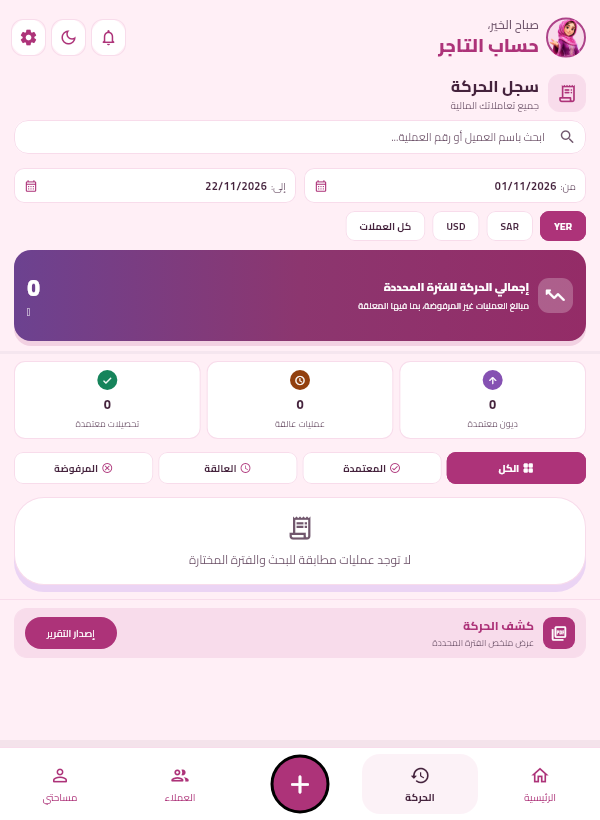 صباح الخير،
حساب التاجر
سجل الحركة
جميع تعاملاتك المالية
ابحث باسم العميل أو رقم العملية...
من: 01/11/2026
إلى: 22/11/2026
YER
SAR
USD
كل العملات
إجمالي الحركة للفترة المحددة
مبالغ العمليات غير المرفوضة، بما فيها المعلقة
0
0
ديون معتمدة
0
عمليات عالقة
0
تحصيلات معتمدة
الكل
المعتمدة
العالقة
المرفوضة
لا توجد عمليات مطابقة للبحث والفترة المختارة
كشف الحركة
عرض ملخص الفترة المحددة
إصدار التقرير
الرئيسية
الحركة
العملاء
مساحتي